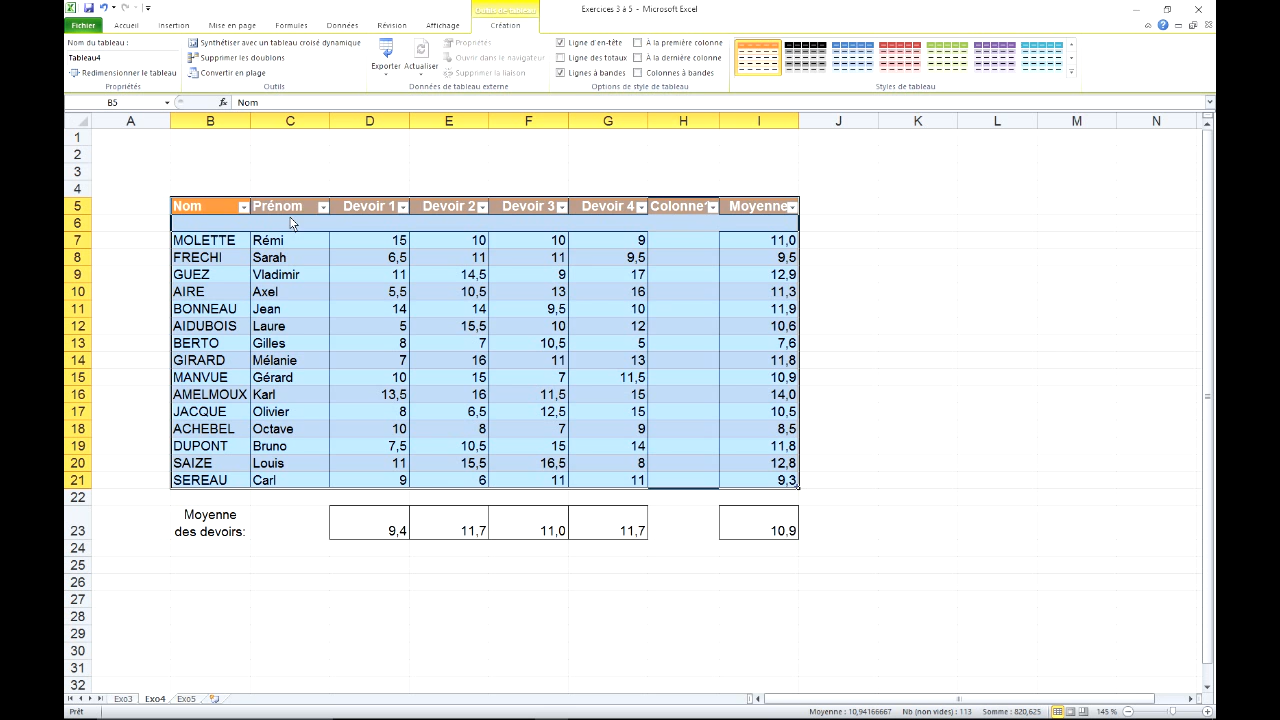 Outils de tableau
Exercices 3 à 5 - Microsoft Excel
Fichier Accueil Insertion Mise en page Formules Données Révision Affichage Création
Nom du tableau :
Tableau4
Redimensionner le tableau
Propriétés
Synthétiser avec un tableau croisé dynamique
Supprimer les doublons
Convertir en plage
Outils
Exporter Actualiser
Propriétés
Ouvrir dans le navigateur
Supprimer la liaison
Données de tableau externe
Ligne d'en-tête À la première colonne
Ligne des totaux À la dernière colonne
Lignes à bandes Colonnes à bandes
Options de style de tableau
Styles de tableau
B5 fx Nom
A B C D E F G H I J K L M N
1
2
3
4
5 Nom Prénom Devoir 1 Devoir 2 Devoir 3 Devoir 4 Colonne1 Moyenne
6
7 MOLETTE Rémi 15 10 10 9 11,0
8 FRECHI Sarah 6,5 11 11 9,5 9,5
9 GUEZ Vladimir 11 14,5 9 17 12,9
10 AIRE Axel 5,5 10,5 13 16 11,3
11 BONNEAU Jean 14 14 9,5 10 11,9
12 AIDUBOIS Laure 5 15,5 10 12 10,6
13 BERTO Gilles 8 7 10,5 5 7,6
14 GIRARD Mélanie 7 16 11 13 11,8
15 MANVUE Gérard 10 15 7 11,5 10,9
16 AMELMOUX Karl 13,5 16 11,5 15 14,0
17 JACQUE Olivier 8 6,5 12,5 15 10,5
18 ACHEBEL Octave 10 8 7 9 8,5
19 DUPONT Bruno 7,5 10,5 15 14 11,8
20 SAIZE Louis 11 15,5 16,5 8 12,8
21 SEREAU Carl 9 6 11 11 9,3
22
Moyenne
23 des devoirs: 9,4 11,7 11,0 11,7 10,9
24
25
26
27
28
29
30
31
32
Exo3 Exo4 Exo5
Prêt Moyenne : 10,94166667 Nb (non vides) : 113 Somme : 820,625 145 %